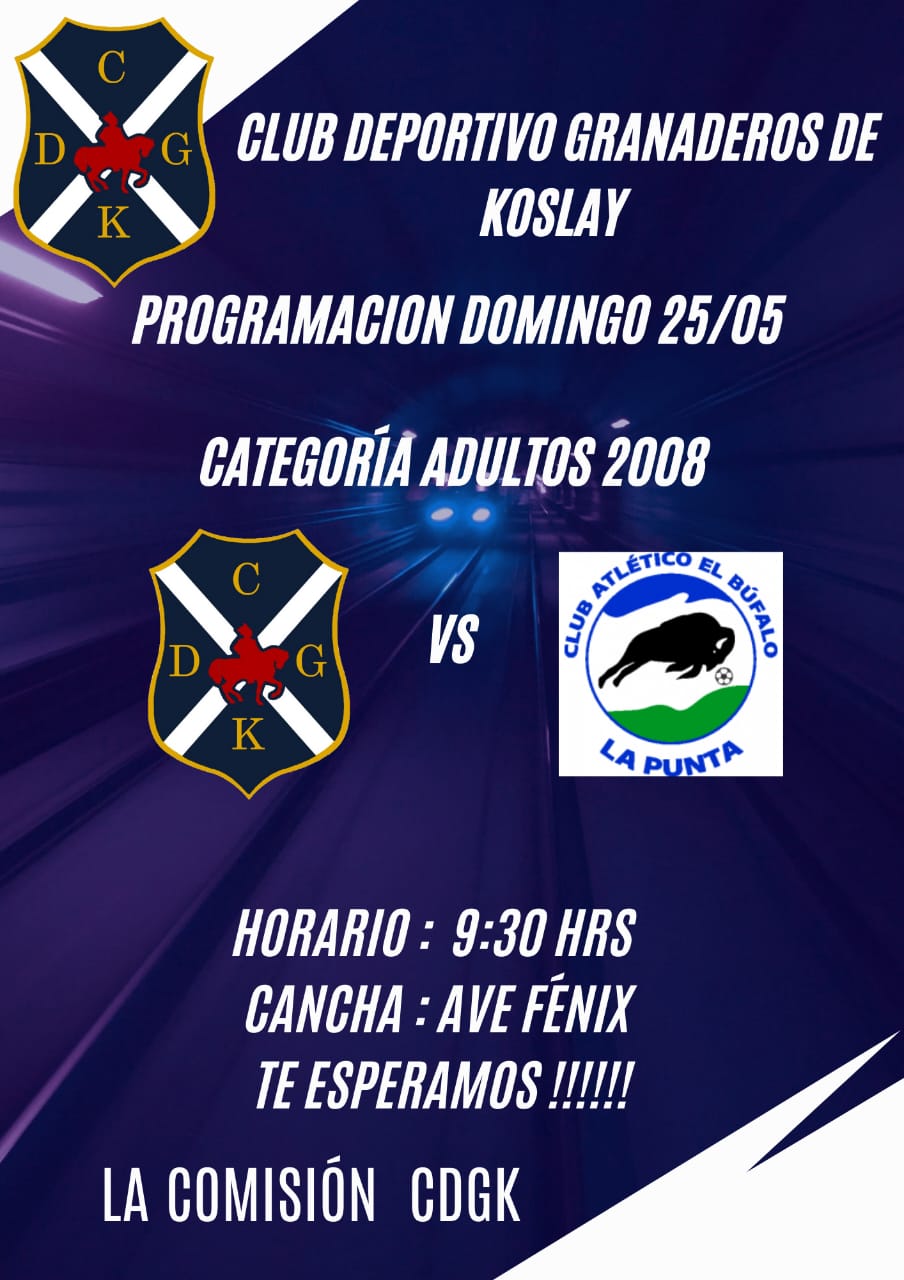 C
D G
K
CLUB DEPORTIVO GRANADEROS DE
KOSLAY
PROGRAMACION DOMINGO 25/05
CATEGORÍA ADULTOS 2008
C
D G
K
VS
CLUB ATLÉTICO EL BÚFALO
LA PUNTA
HORARIO : 9:30 HRS
CANCHA : AVE FÉNIX
TE ESPERAMOS !!!!!!
LA COMISIÓN CDGK